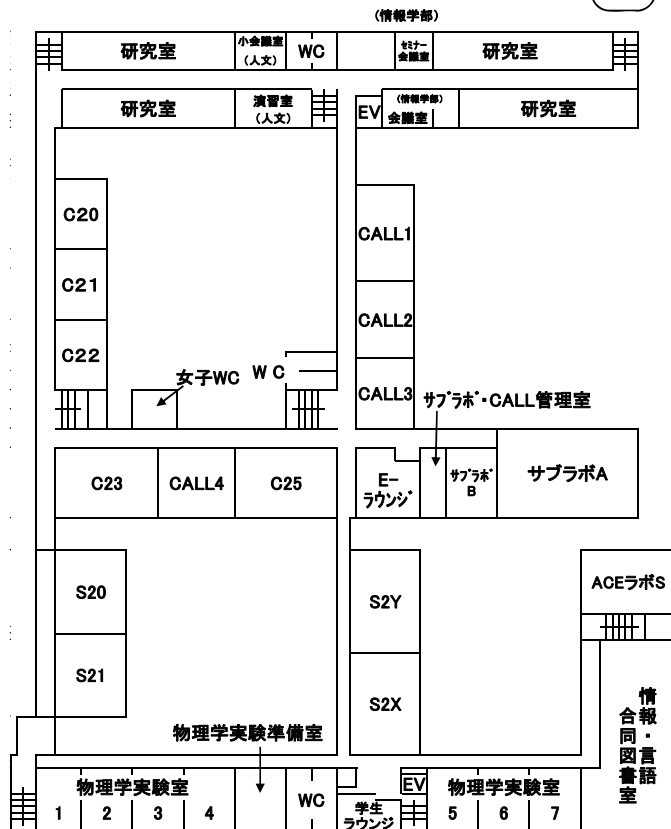 （情報学部）
研究室
小会議室
（人文）
WC
ｾﾐﾅｰ
会議室
研究室
研究室
演習室
（人文）
EV
（情報学部）
会議室
研究室
C20
CALL1
C21
CALL2
C22
女子WC
ＷＣ
CALL3
ｻﾌﾞﾗﾎﾞ・CALL管理室
C23
CALL4
C25
E－
ﾗｳﾝｼﾞ
ｻﾌﾞﾗﾎﾞ
B
サブラボA
S20
S2Y
ACEラボS
S21
S2X
情報・言語
合同図書室
物理学実験準備室
物理学実験室
1
2
3
4
WC
学生
ラウンジ
EV
物理学実験室
5
6
7